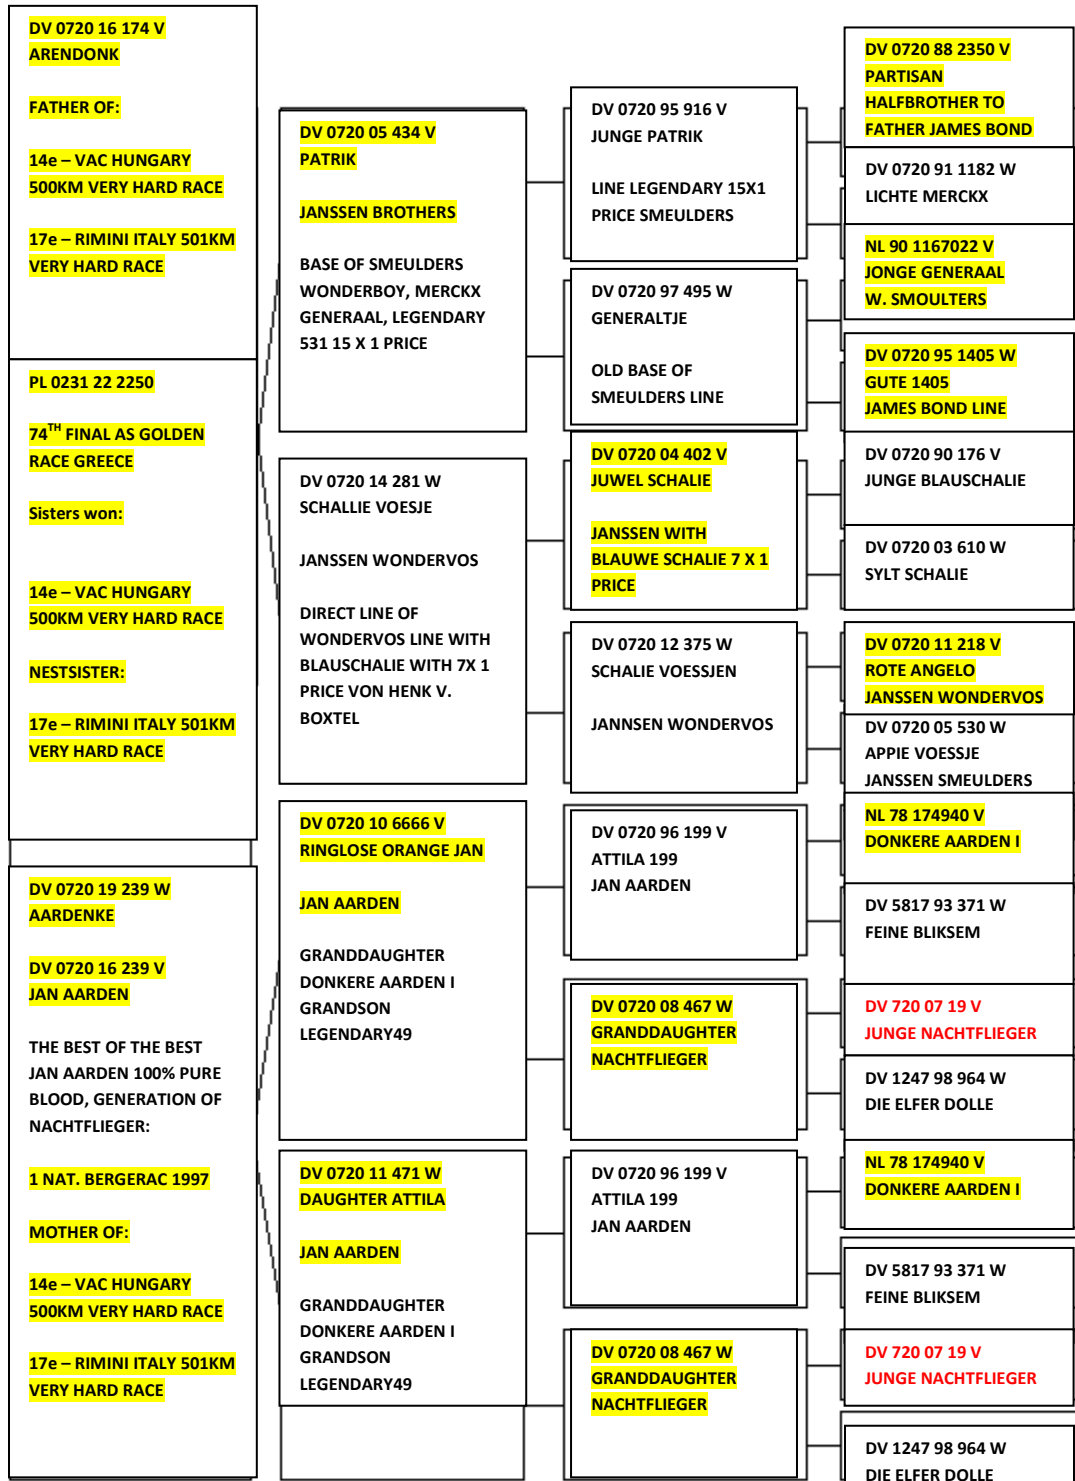 DV 0720 16 174 V
ARENDONK
FATHER OF:
14e – VAC HUNGARY
500KM VERY HARD RACE
17e – RIMINI ITALY 501KM
VERY HARD RACE
PL 0231 22 2250
74TH FINAL AS GOLDEN
RACE GREECE
Sisters won:
14e – VAC HUNGARY
500KM VERY HARD RACE
NESTSISTER:
17e – RIMINI ITALY 501KM
VERY HARD RACE
DV 0720 19 239 W
AARDENKE
DV 0720 16 239 V
JAN AARDEN
THE BEST OF THE BEST
JAN AARDEN 100% PURE
BLOOD, GENERATION OF
NACHTFLIEGER:
1 NAT. BERGERAC 1997
MOTHER OF:
14e – VAC HUNGARY
500KM VERY HARD RACE
17e – RIMINI ITALY 501KM
VERY HARD RACE
DV 0720 05 434 V
PATRIK
JANSSEN BROTHERS
BASE OF SMEULDERS
WONDERBOY, MERCKX
GENERAAL, LEGENDARY
531 15 X 1 PRICE
DV 0720 14 281 W
SCHALLIE VOESJE
JANSSEN WONDERVOS
DIRECT LINE OF
WONDERVOS LINE WITH
BLAUSCHALIE WITH 7X 1
PRICE VON HENK V.
BOXTEL
DV 0720 10 6666 V
RINGLOSE ORANGE JAN
JAN AARDEN
GRANDDAUGHTER
DONKERE AARDEN I
GRANDSON
LEGENDARY49
DV 0720 11 471 W
DAUGHTER ATTILA
JAN AARDEN
GRANDDAUGHTER
DONKERE AARDEN I
GRANDSON
LEGENDARY49
DV 0720 95 916 V
JUNGE PATRIK
LINE LEGENDARY 15X1
PRICE SMEULDERS
DV 0720 97 495 W
GENERALTJE
OLD BASE OF
SMEULDERS LINE
DV 0720 04 402 V
JUWEL SCHALIE
JANSSEN WITH
BLAUWE SCHALIE 7 X 1
PRICE
DV 0720 12 375 W
SCHALIE VOESSJEN
JANNSEN WONDERVOS
DV 0720 96 199 V
ATTILA 199
JAN AARDEN
DV 0720 08 467 W
GRANDDAUGHTER
NACHTFLIEGER
DV 0720 96 199 V
ATTILA 199
JAN AARDEN
DV 0720 08 467 W
GRANDDAUGHTER
NACHTFLIEGER
DV 0720 88 2350 V
PARTISAN
HALFBROTHER TO
FATHER JAMES BOND
DV 0720 91 1182 W
LICHTE MERCKX
NL 90 1167022 V
JONGE GENERAAL
W. SMOULTERS
DV 0720 95 1405 W
GUTE 1405
JAMES BOND LINE
DV 0720 90 176 V
JUNGE BLAUSCHALIE
DV 0720 03 610 W
SYLT SCHALIE
DV 0720 11 218 V
ROTE ANGELO
JANSSEN WONDERVOS
DV 0720 05 530 W
APPIE VOESSJE
JANSSEN SMEULDERS
NL 78 174940 V
DONKERE AARDEN I
DV 5817 93 371 W
FEINE BLIKSEM
DV 720 07 19 V
JUNGE NACHTFLIEGER
DV 1247 98 964 W
DIE ELFER DOLLE
NL 78 174940 V
DONKERE AARDEN I
DV 5817 93 371 W
FEINE BLIKSEM
DV 720 07 19 V
JUNGE NACHTFLIEGER
DV 1247 98 964 W
DIE ELFER DOLLE